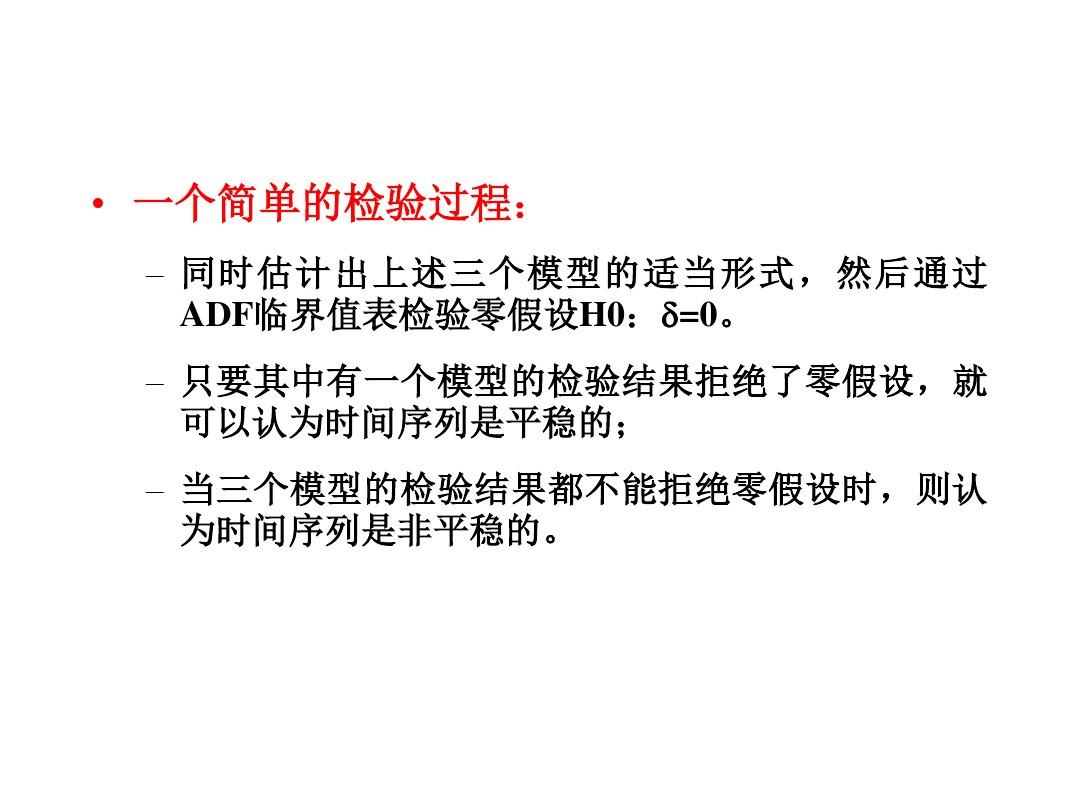 • 一个简单的检验过程：
– 同时估计出上述三个模型的适当形式，然后通过
ADF临界值表检验零假设H0：δ=0。
– 只要其中有一个模型的检验结果拒绝了零假设，就
可以认为时间序列是平稳的；
– 当三个模型的检验结果都不能拒绝零假设时，则认
为时间序列是非平稳的。